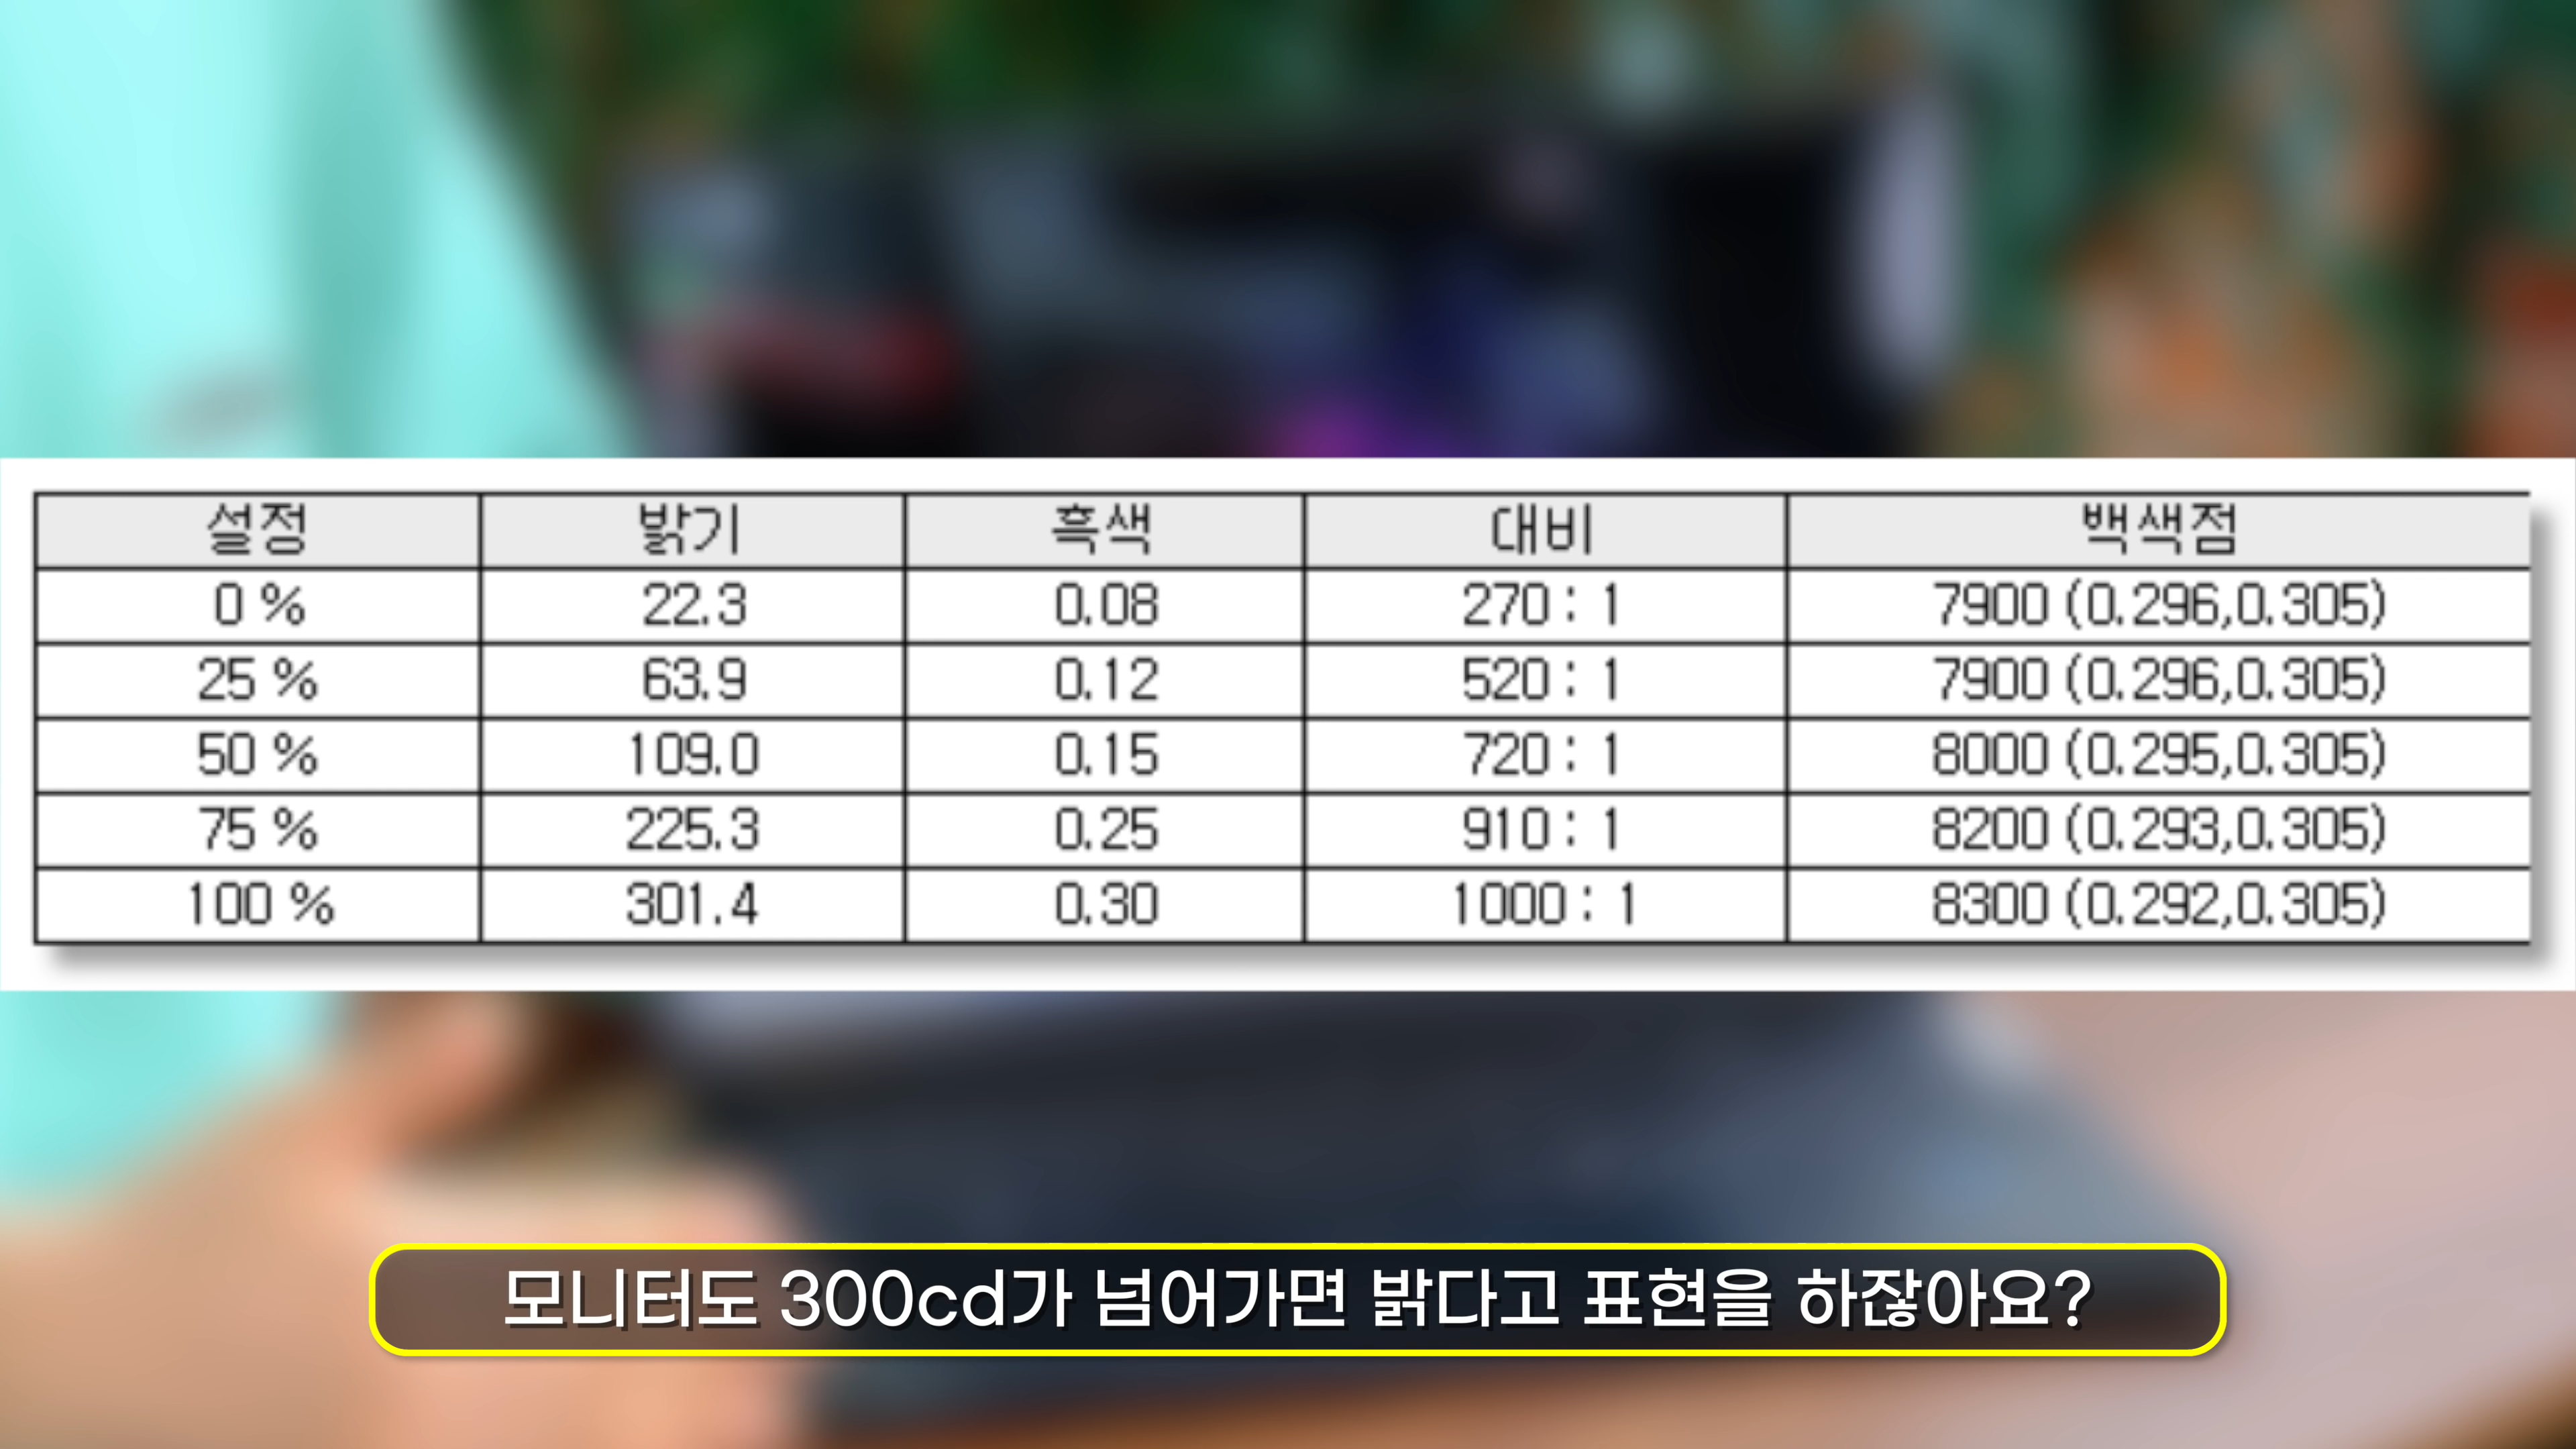 설정 밝기 흑색 대비 백색점
0 % 22.3 0.08 270 : 1 7900 (0.296,0.305)
25 % 63.9 0.12 520 : 1 7900 (0.296,0.305)
50 % 109.0 0.15 720 : 1 8000 (0.295,0.305)
75 % 225.3 0.25 910 : 1 8200 (0.293,0.305)
100 % 301.4 0.30 1000 : 1 8300 (0.292,0.305)
모니터도 300cd가 넘어가면 밝다고 표현을 하잖아요?